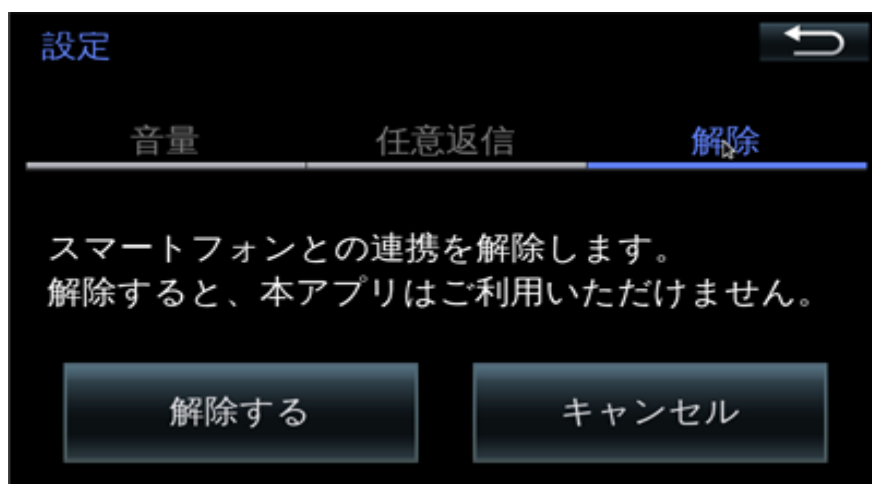 設定
音量 任意返信 解除
スマートフォンとの連携を解除します。
解除すると、本アプリはご利用いただけません。
解除する キャンセル